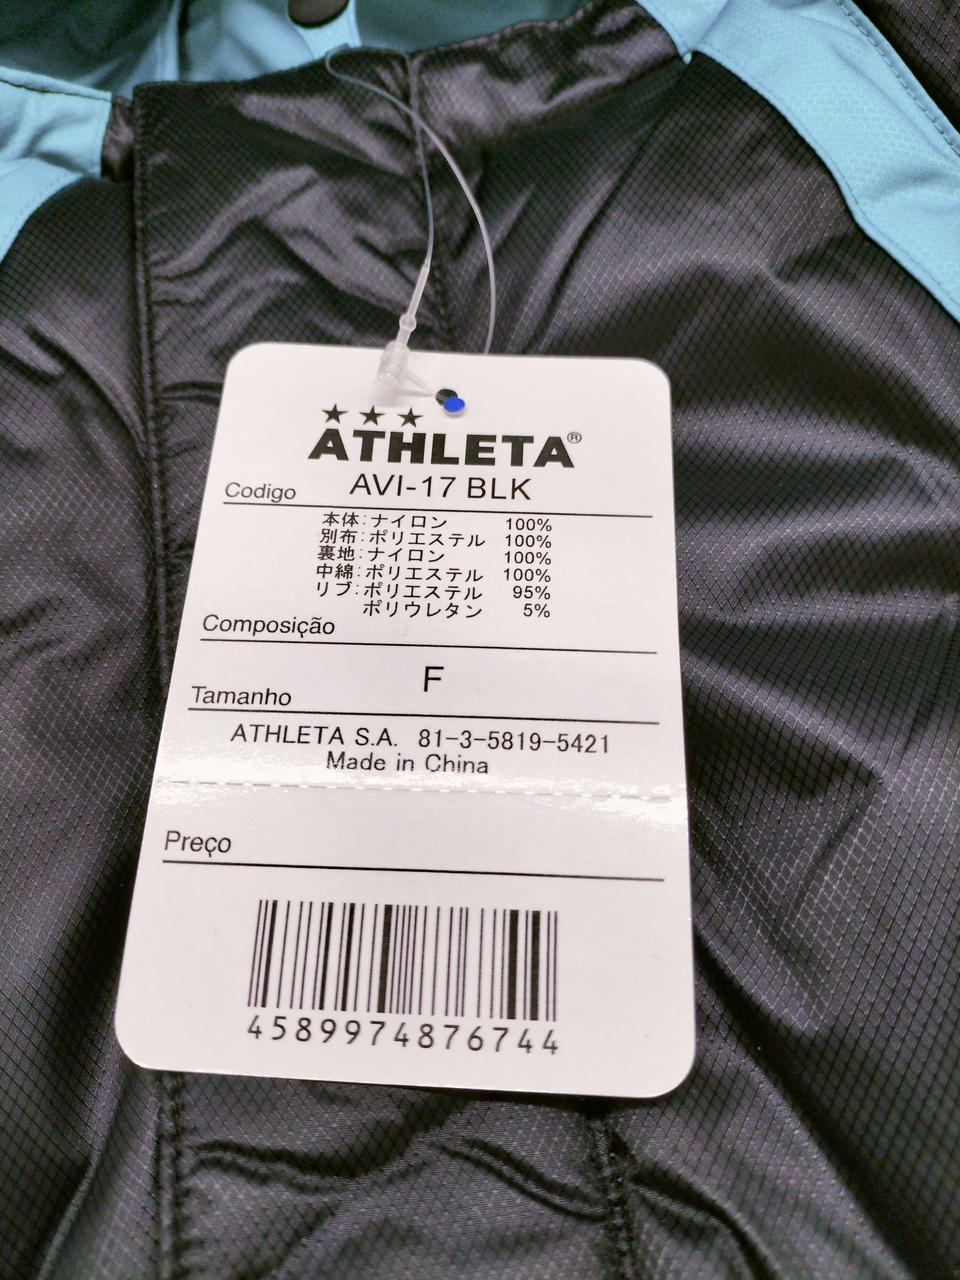 ★★★
ATHLETA®
Codigo AVI-17 BLK
本体:ナイロン 100%
別布:ポリエステル 100%
裏地:ナイロン 100%
中綿:ポリエステル 100%
リブ:ポリエステル 95%
ポリウレタン 5%
Composição
F
Tamanho
ATHLETA S.A. 81-3-5819-5421
Made in China
Preço
4589974876744